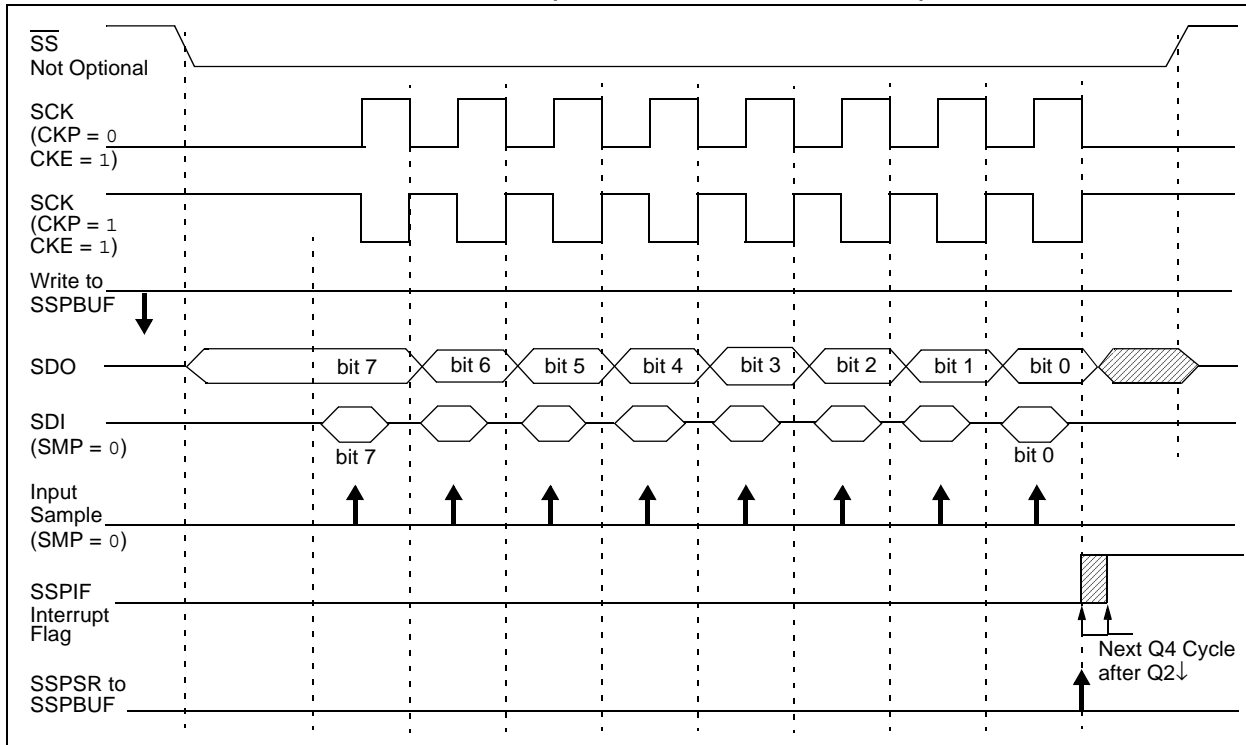 SS
Not Optional
SCK
(CKP = 0
CKE = 1)
SCK
(CKP = 1
CKE = 1)
Write to
SSPBUF
SDO
bit 7
bit 6
bit 5
bit 4
bit 3
bit 2
bit 1
bit 0
SDI
(SMP = 0)
bit 7
bit 0
Input
Sample
(SMP = 0)
SSPIF
Interrupt
Flag
Next Q4 Cycle
after Q2↓
SSPSR to
SSPBUF